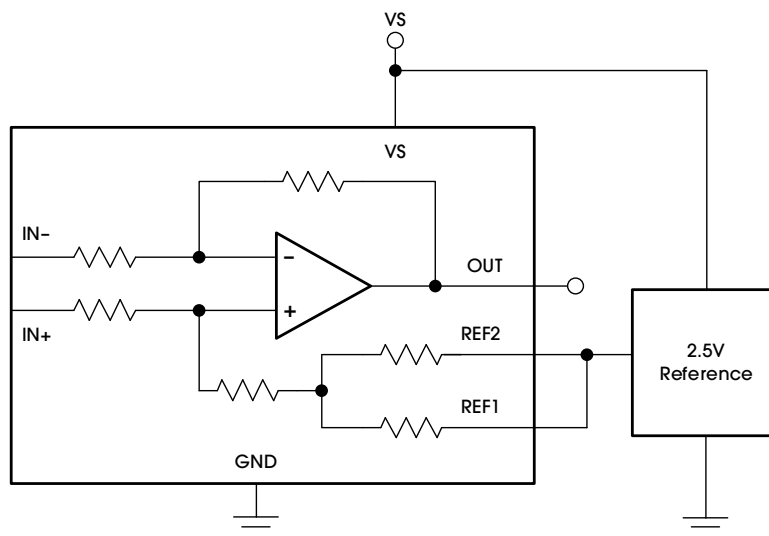 VS
VS
IN-
-
OUT
+
IN+
REF2
2.5V
Reference
REF1
GND